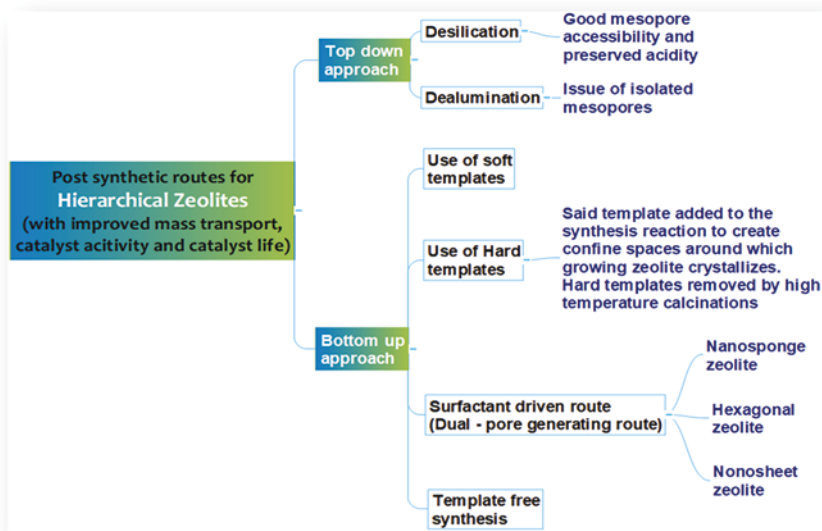 Post synthetic routes for
Hierarchical Zeolites
(with improved mass transport,
catalyst acitivity and catalyst life)
Top down
approach
Desilication
Good mesopore
accessibility and
preserved acidity
Dealumination
Issue of isolated
mesopores
Bottom up
approach
Use of soft
templates
Use of Hard
templates
Said template added to the
synthesis reaction to create
confine spaces around which
growing zeolite crystallizes.
Hard templates removed by high
temperature calcinations
Surfactant driven route
(Dual - pore generating route)
Nanosponge
zeolite
Hexagonal
zeolite
Nonosheet
zeolite
Template free
synthesis